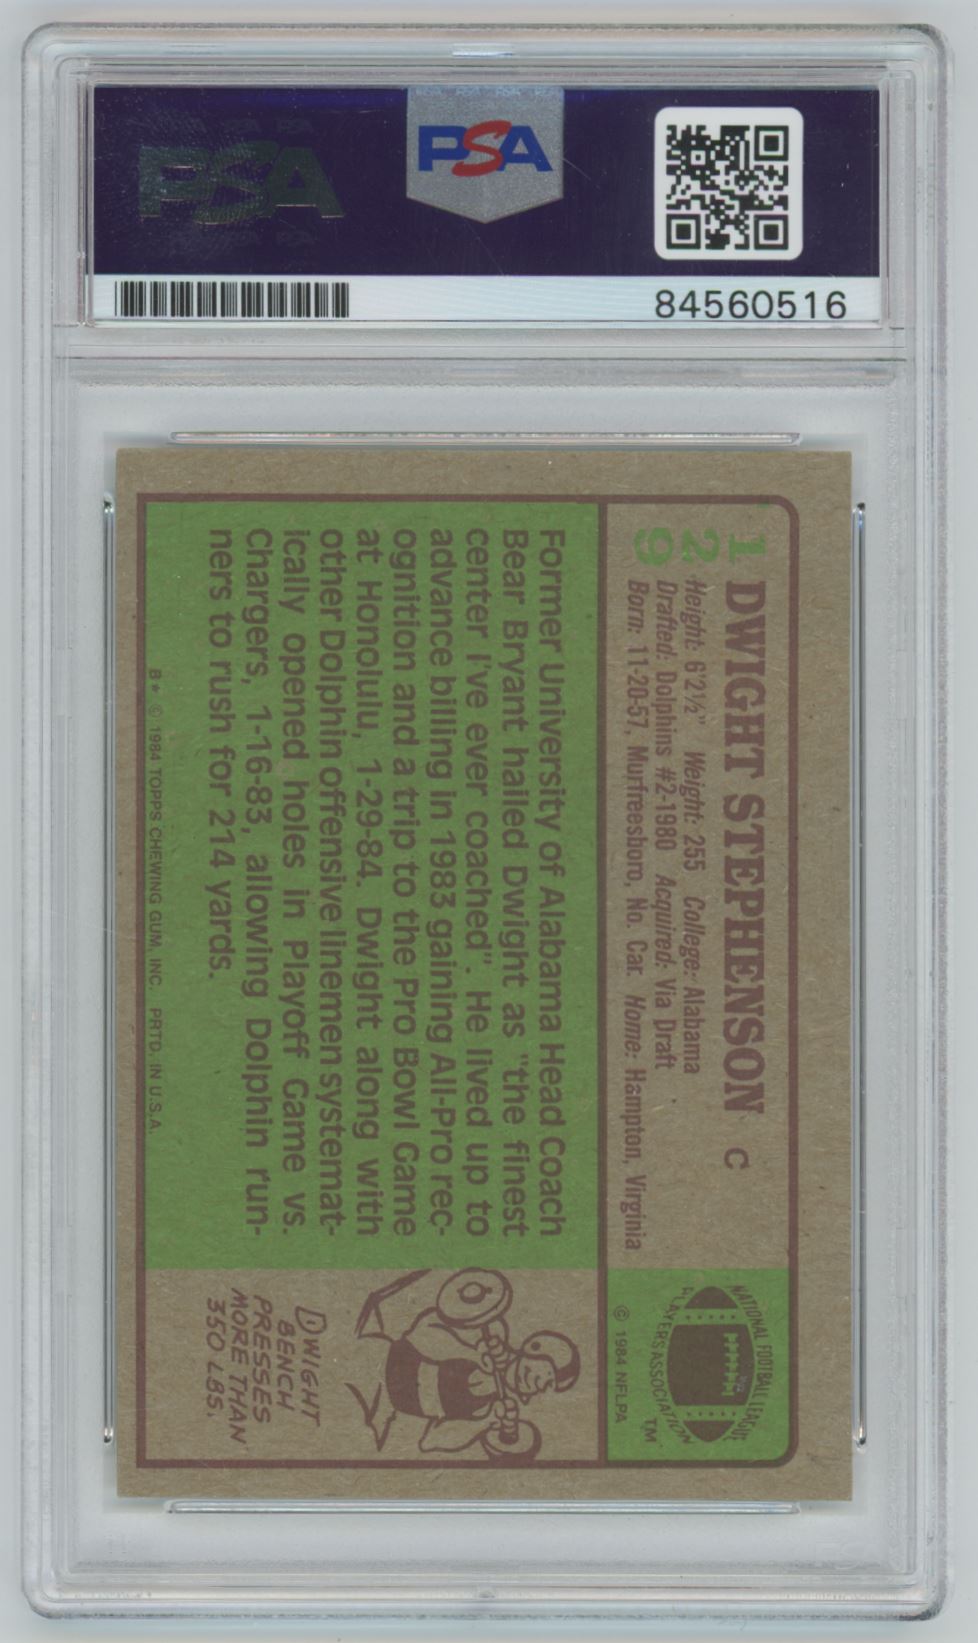 PSA
PSA
84560516
129
DWIGHT STEPHENSON C
Height: 6'2½" Weight: 255 College: Alabama
Drafted: Dolphins #2-1980 Acquired: Via Draft
Born: 11-20-57, Murfreesboro, No. Car. Home: Hampton, Virginia
NATIONAL FOOTBALL LEAGUE
PLAYERS ASSOCIATION
TM
© 1984 NFLPA
Former University of Alabama Head Coach
Bear Bryant hailed Dwight as "the finest
center I've ever coached". He lived up to
advance billing in 1983 gaining All-Pro rec-
ognition and a trip to the Pro Bowl Game
at Honolulu, 1-29-84. Dwight along with
other Dolphin offensive linemen systemat-
ically opened holes in Playoff Game vs.
Chargers, 1-16-83, allowing Dolphin run-
ners to rush for 214 yards.
DWIGHT
BENCH
PRESSES
MORE THAN
350 LBS.
B* © 1984 TOPPS CHEWING GUM, INC. PRTD. IN U.S.A.